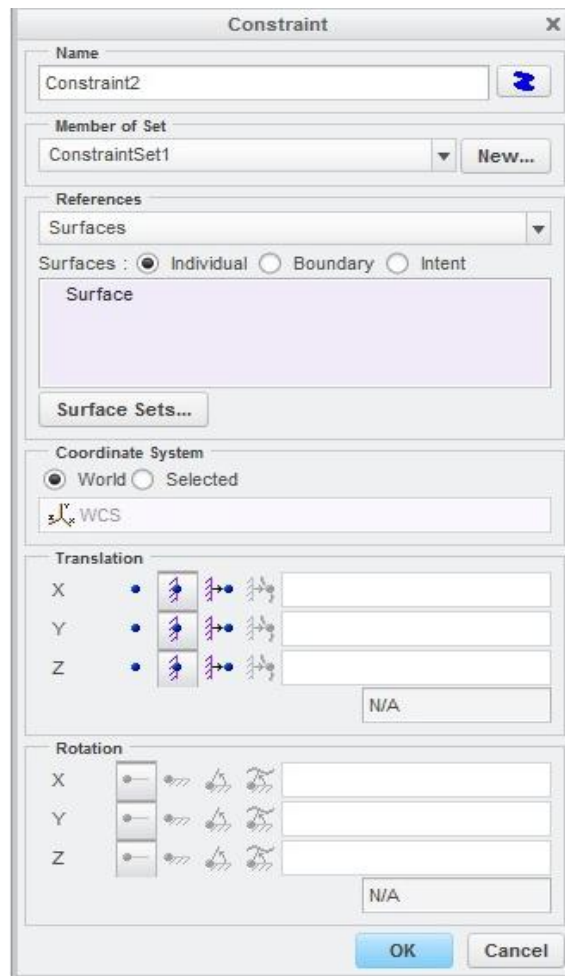 Constraint
Name
Constraint2
Member of Set
ConstraintSet1
New...
References
Surfaces
Surfaces : Individual Boundary Intent
Surface
Surface Sets...
Coordinate System
World Selected
WCS
Translation
X
Y
Z
N/A
Rotation
X
Y
Z
N/A
OK Cancel